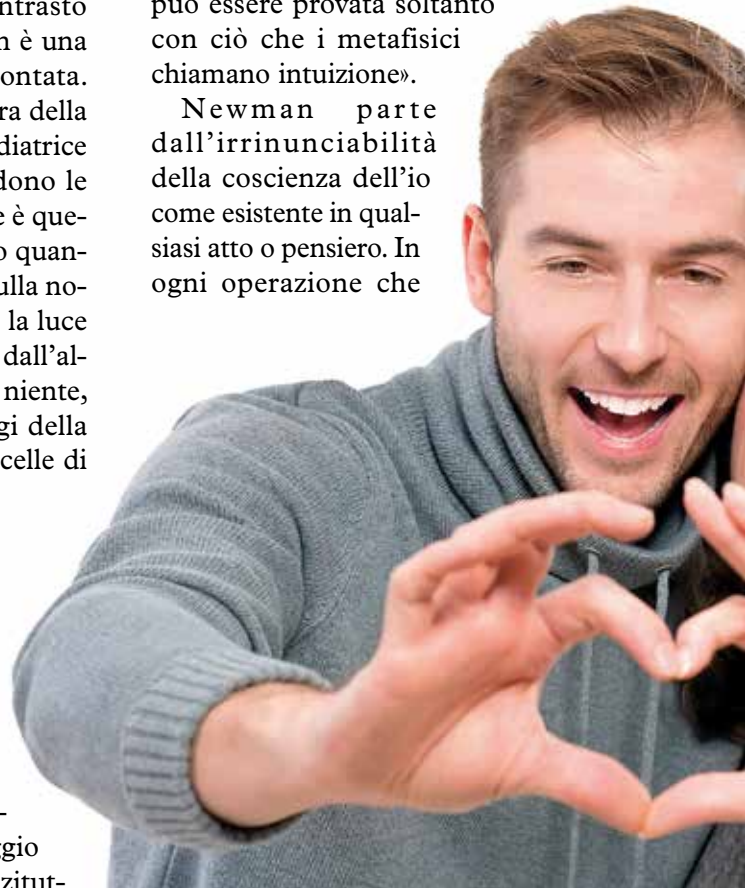 ntrasto
n è una
ontata.
ra della
diatrice
dono le
e è que-
o quan-
ulla no-
la luce
dall'al-
niente,
gi della
celle di
-
ggio
zitut-
può essere provata soltanto
con ciò che i metafisici
chiamano intuizione».
Newman parte
dall'irrinunciabilità
della coscienza dell'io
come esistente in qual-
siasi atto o pensiero. In
ogni operazione che